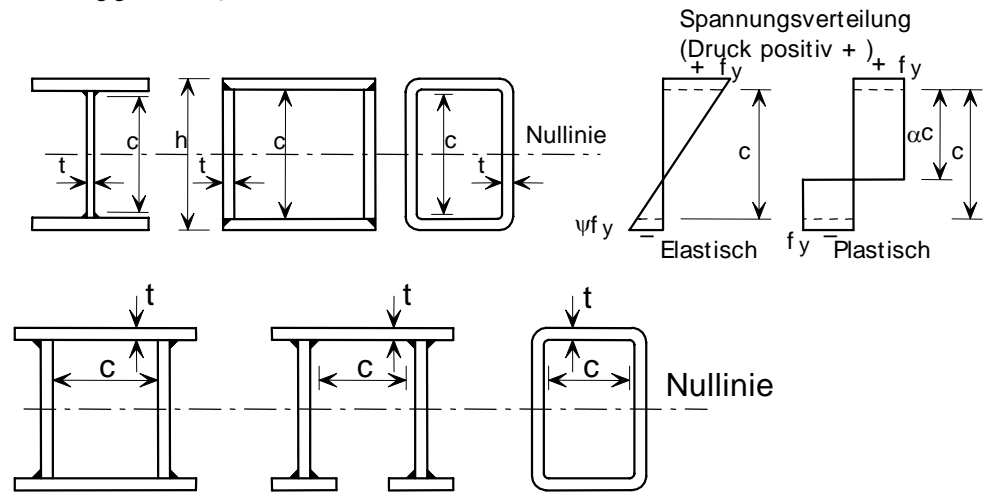 Spannungsverteilung
(Druck positiv + )
+ f y
+ f y
c
h
c
c
Nullinie
c
αc
c
t
t
t
ψf y
–
Elastisch
f y
–
Plastisch
t
t
t
c
c
c
Nullinie